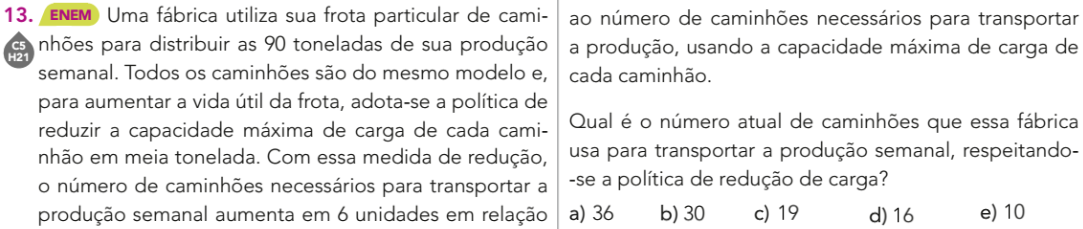 13. ENEM Uma fábrica utiliza sua frota particular de cami-
C5
H21
nhões para distribuir as 90 toneladas de sua produção
semanal. Todos os caminhões são do mesmo modelo e,
para aumentar a vida útil da frota, adota-se a política de
reduzir a capacidade máxima de carga de cada cami-
nhão em meia tonelada. Com essa medida de redução,
o número de caminhões necessários para transportar a
produção semanal aumenta em 6 unidades em relação
ao número de caminhões necessários para transportar
a produção, usando a capacidade máxima de carga de
cada caminhão.
Qual é o número atual de caminhões que essa fábrica
usa para transportar a produção semanal, respeitando-
-se a política de redução de carga?
a) 36 b) 30 c) 19 d) 16 e) 10